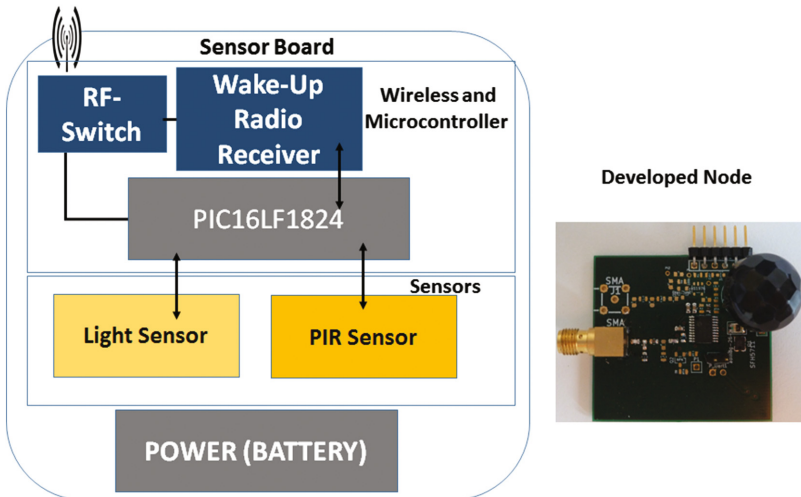 Sensor Board
RF-
Switch
Wake-Up
Radio
Receiver
Wireless and
Microcontroller
PIC16LF1824
Sensors
Light Sensor
PIR Sensor
POWER (BATTERY)
Developed Node
SMA
SMA